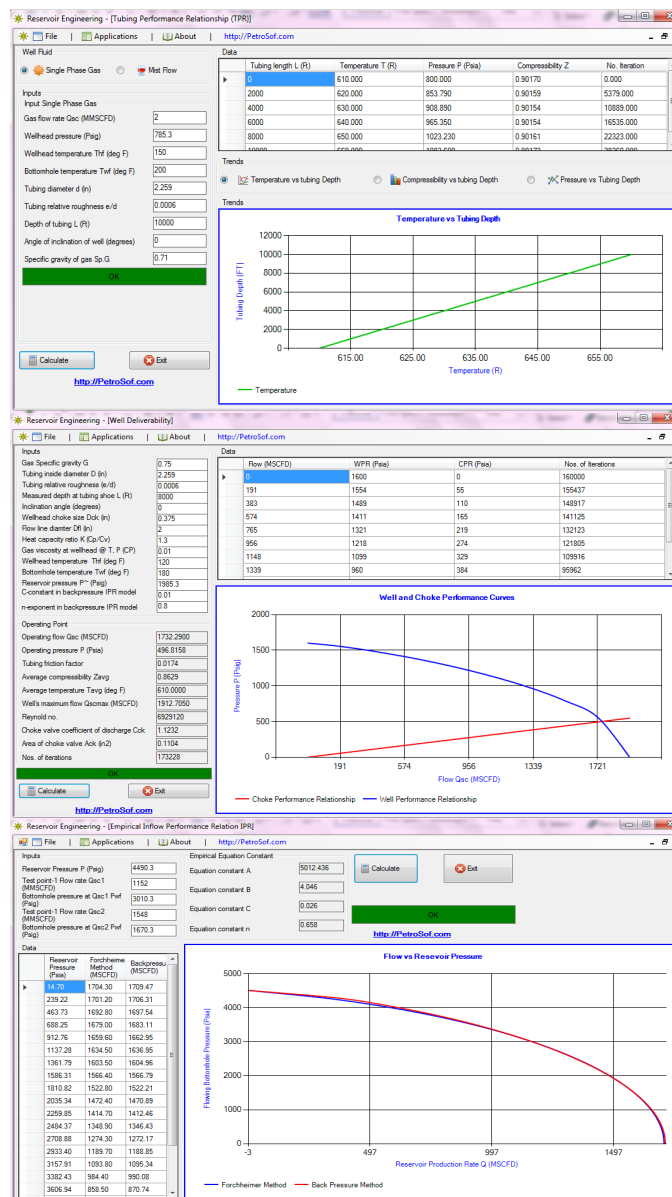 Reservoir Engineering - [Tubing Performance Relationship (TPR)]
File | Applications | About | http://PetroSof.com
Well Fluid
Single Phase Gas Mist Flow
Inputs
Input Single Phase Gas
Gas flow rate Qsc (MMSCFD) 2
Wellhead pressure (Psig) 785.3
Wellhead temperature Thf (deg F) 150
Bottomhole temperature Twf (deg F) 200
Tubing diameter d (in) 2.259
Tubing relative roughness e/d 0.0006
Depth of tubing L (ft) 10000
Angle of inclination of well (degrees) 0
Specific gravity of gas Sp.G 0.71
OK
Calculate Exit
http://PetroSof.com
Data
Tubing length L (ft) Temperature T (R) Pressure P (Psia) Compressibility Z No. Iteration
0 610.000 800.000 0.90170 0.000
2000 620.000 853.790 0.90159 5379.000
4000 630.000 908.890 0.90154 10889.000
6000 640.000 965.350 0.90154 16535.000
8000 650.000 1023.230 0.90161 22323.000
Trends
Temperature vs tubing Depth Compressibility vs tubing Depth Pressure vs Tubing Depth
Trends
Temperature vs Tubing Depth
Tubing Depth [FT]
12000
10000
8000
6000
4000
2000
0
615.00 625.00 635.00 645.00 655.00
Temperature (R)
Temperature
Reservoir Engineering - [Well Deliverability]
File | Applications | About | http://PetroSof.com
Inputs
Gas Specific gravity G 0.75
Tubing inside diameter D (in) 2.259
Tubing relative roughness (e/d) 0.0006
Measured depth at tubing shoe L (ft) 8000
Inclination angle (degrees) 0
Wellhead choke size Dck (in) 0.375
Flow line diamter Dfl (in) 2
Heat capacity ratio K (Cp/Cv) 1.3
Gas viscosity at wellhead @ T, P (CP) 0.01
Wellhead temperature Thf (deg F) 120
Bottomhole temperature Twf (deg F) 180
Reservoir pressure P~ (Psig) 1985.3
C-constant in backpressure IPR model 0.01
n-exponent in backpressure IPR model 0.8
Operating Point
Operating flow Qsc (MSCFD) 1732.2900
Operating pressure P (Psia) 496.8158
Tubing friction factor 0.0174
Average compressibility Zavg 0.8629
Average temperature Tavg (deg F) 610.0000
Well's maximum flow Qscmax (MSCFD) 1912.7050
Reynold no. 6929120
Choke valve coefficient of discharge Cck 1.1232
Area of choke valve Ack (in2) 0.1104
Nos. of iterations 173228
OK
Calculate Exit
http://PetroSof.com
Data
Flow (MSCFD) WPR (Psia) CPR (Psia) Nos. of Iterations
0 1600 0 160000
191 1554 55 155437
383 1489 110 148917
574 1411 165 141125
765 1321 219 132123
956 1218 274 121805
1148 1099 329 109916
1339 960 384 95962
Well and Choke Performance Curves
Pressure P (Psig)
2000
1500
1000
500
0
191 574 956 1339 1721
Flow Qsc (MSCFD)
Choke Performance Relationship Well Performance Relationship
Reservoir Engineering - [Empirical Inflow Performance Relation IPR]
File | Applications | About | http://PetroSof.com
Inputs
Reservoir Pressure P (Psig) 4490.3
Test point-1 Flow rate Qsc1 (MMSCFD) 1152
Bottomhole pressure at Qsc1 Pwf (Psig) 3010.3
Test point-1 Flow rate Qsc2 (MMSCFD) 1548
Bottomhole pressure at Qsc2 Pwf (Psig) 1670.3
Empirical Equation Constant
Equation constant A 5012.436
Equation constant B 4.046
Equation constant C 0.026
Equation constant n 0.658
Calculate Exit
OK
http://PetroSof.com
Data
Reservoir Pressure (Psia) Forchheime Method (MSCFD) Backpressu (MSCFD)
14.70 1704.30 1709.47
239.22 1701.20 1706.31
463.73 1692.80 1697.54
688.25 1679.00 1683.11
912.76 1659.60 1662.95
1137.28 1634.50 1636.95
1361.79 1603.50 1604.96
1586.31 1566.40 1566.79
1810.82 1522.80 1522.21
2035.34 1472.40 1470.89
2259.85 1414.70 1412.46
2484.37 1348.90 1346.43
2708.88 1274.30 1272.17
2933.40 1189.70 1188.85
3157.91 1093.80 1095.34
3382.43 984.40 990.08
3606.94 858.50 870.74
Flow vs Resevoir Pressure
Flowing Bottomhole Pressure (Psia)
5000
4000
3000
2000
1000
0
-3 497 997 1497
Reservoir Production Rate Q (MSCFD)
Forchheimer Method Back Pressure Method